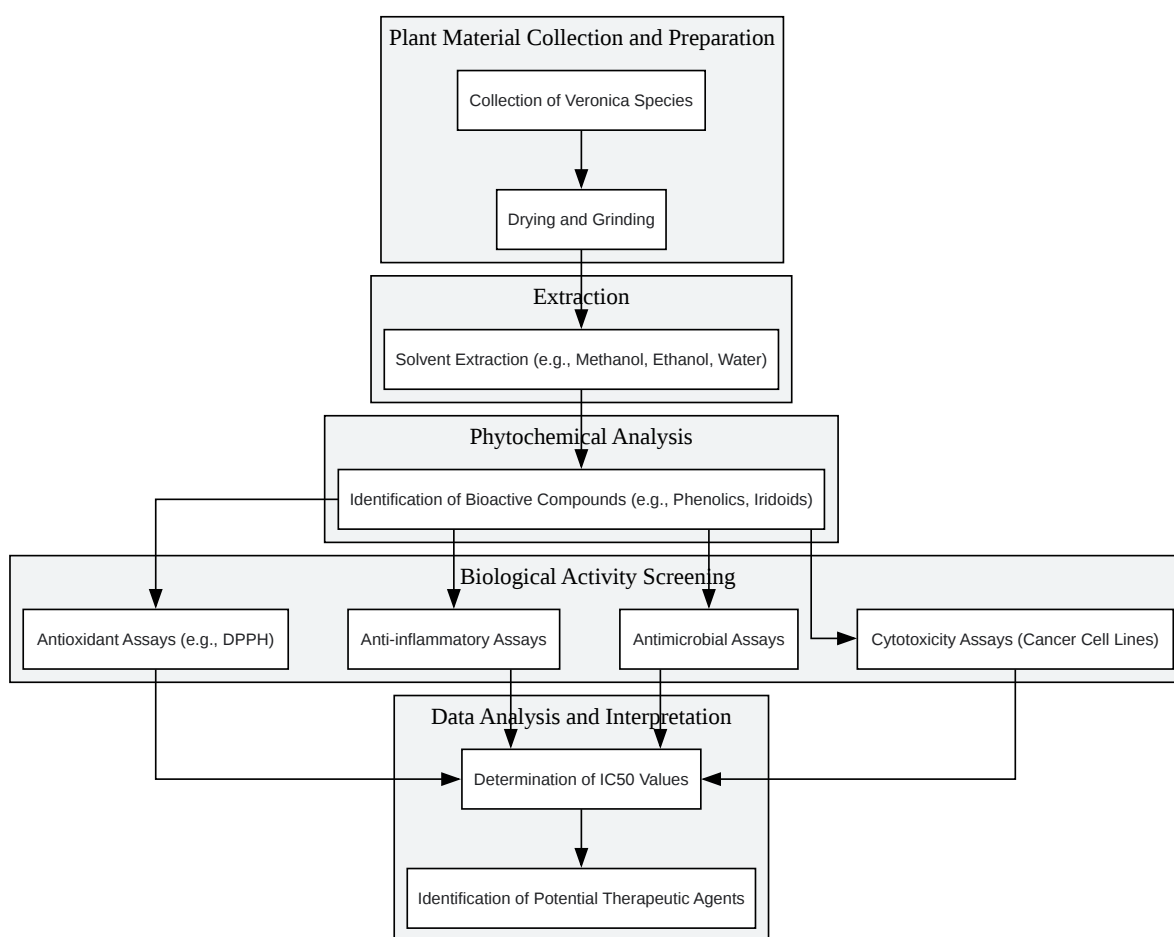 Plant Material Collection and Preparation
Collection of Veronica Species
Drying and Grinding
Extraction
Solvent Extraction (e.g., Methanol, Ethanol, Water)
Phytochemical Analysis
Identification of Bioactive Compounds (e.g., Phenolics, Iridoids)
Biological Activity Screening
Antioxidant Assays (e.g., DPPH)
Anti-inflammatory Assays
Antimicrobial Assays
Cytotoxicity Assays (Cancer Cell Lines)
Data Analysis and Interpretation
Determination of IC50 Values
Identification of Potential Therapeutic Agents